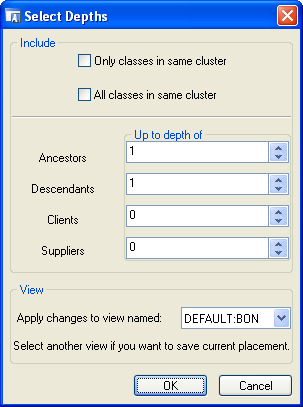 Select Depths
Include
Only classes in same cluster
All classes in same cluster
Up to depth of
Ancestors 1
Descendants 1
Clients 0
Suppliers 0
View
Apply changes to view named: DEFAULT:BON
Select another view if you want to save current placement.
OK Cancel